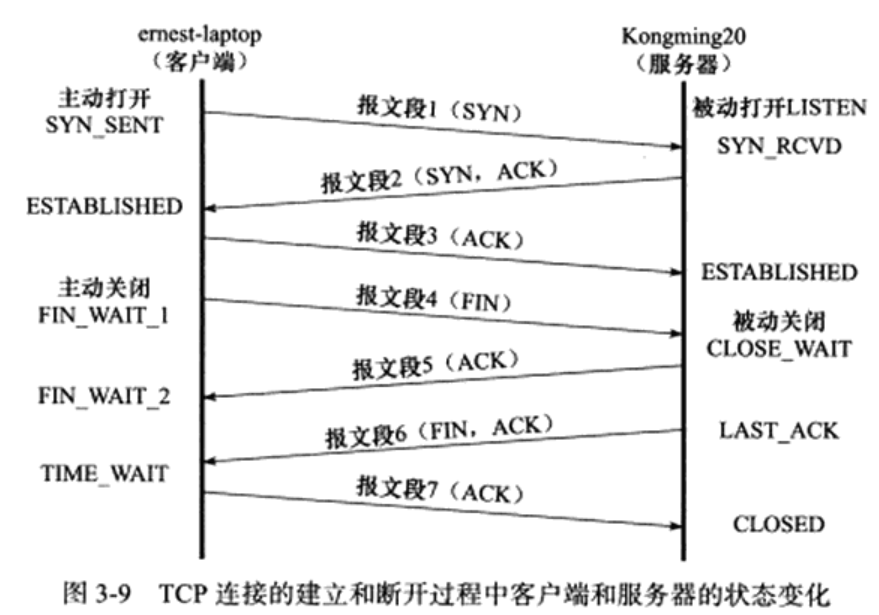 ernest-laptop
（客户端）
Kongming20
（服务器）
主动打开
SYN_SENT
报文段1（SYN）
被动打开LISTEN
SYN_RCVD
报文段2（SYN，ACK）
ESTABLISHED
报文段3（ACK）
ESTABLISHED
主动关闭
FIN_WAIT_1
报文段4（FIN）
被动关闭
CLOSE_WAIT
报文段5（ACK）
FIN_WAIT_2
报文段6（FIN，ACK）
LAST_ACK
TIME_WAIT
报文段7（ACK）
CLOSED
图 3-9 TCP 连接的建立和断开过程中客户端和服务器的状态变化